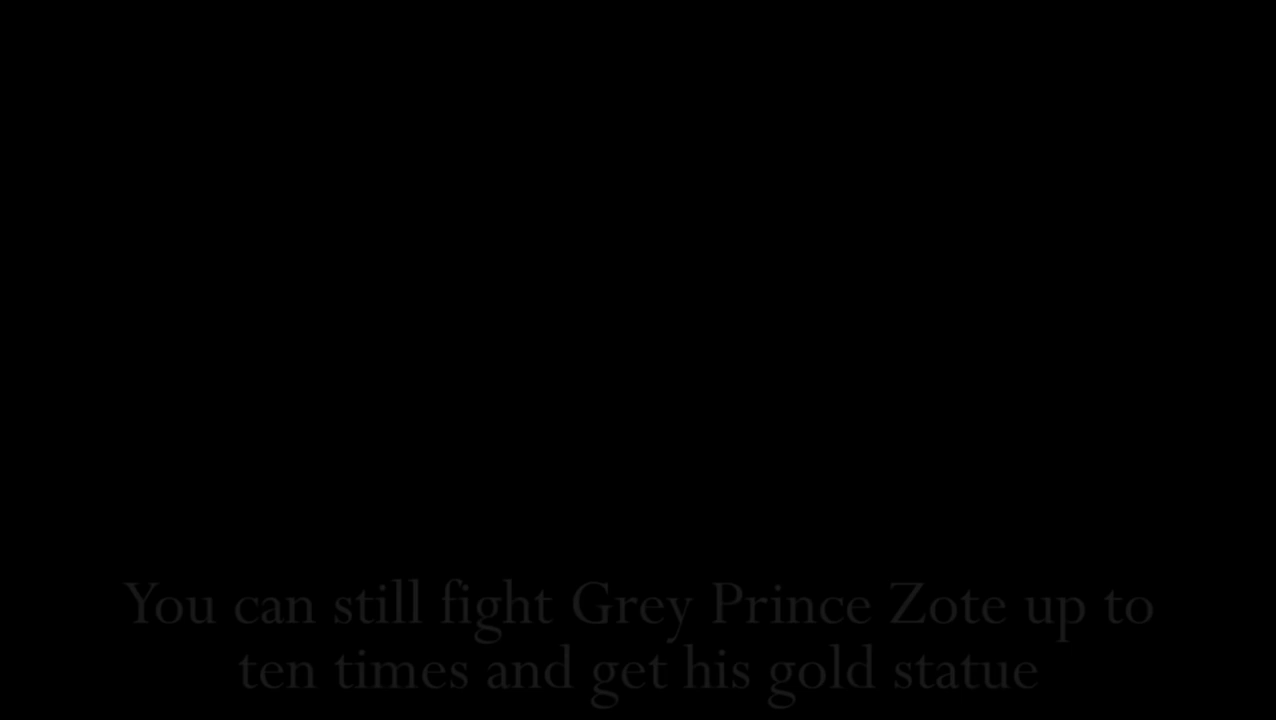 You can still fight Grey Prince Zote up to
ten times and get his gold statue